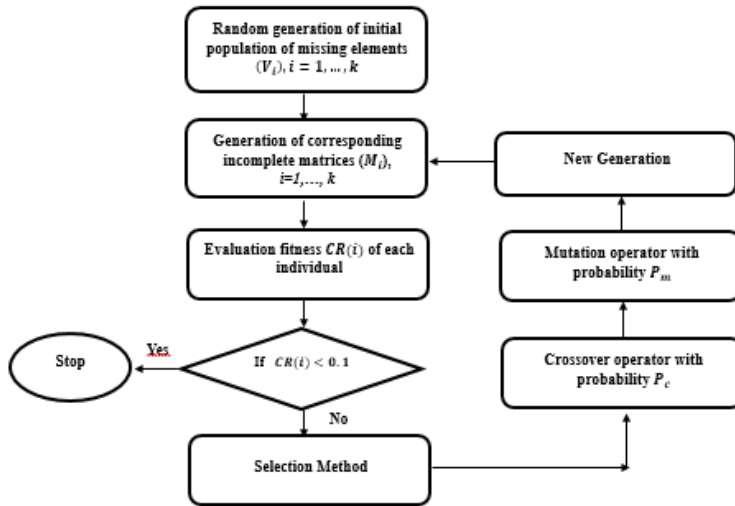 Random generation of initial
population of missing elements
(V_i), i = 1, ..., k
Generation of corresponding
incomplete matrices (M_i),
i=1,..., k
New Generation
Evaluation fitness CR(i) of each
individual
Mutation operator with
probability P_m
Yes
Stop
If CR(i) < 0.1
Crossover operator with
probability P_c
No
Selection Method